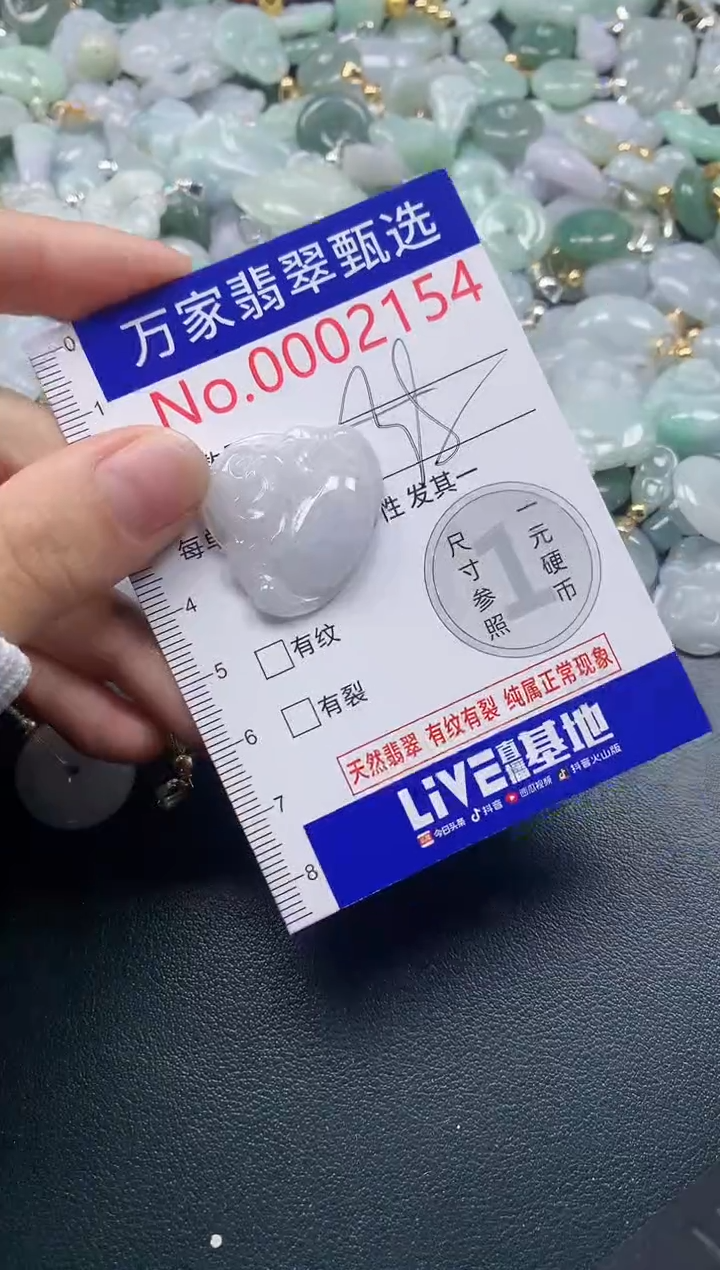 万家翡翠甄选
No.0002154
性 发其一
每
一元硬币
尺寸参照
有纹
有裂
天然翡翠 有纹有裂 纯属正常现象
LiVE直播基地
今日头条 抖音 西瓜视频 抖音火山版
0
1
4
5
6
7
8
1